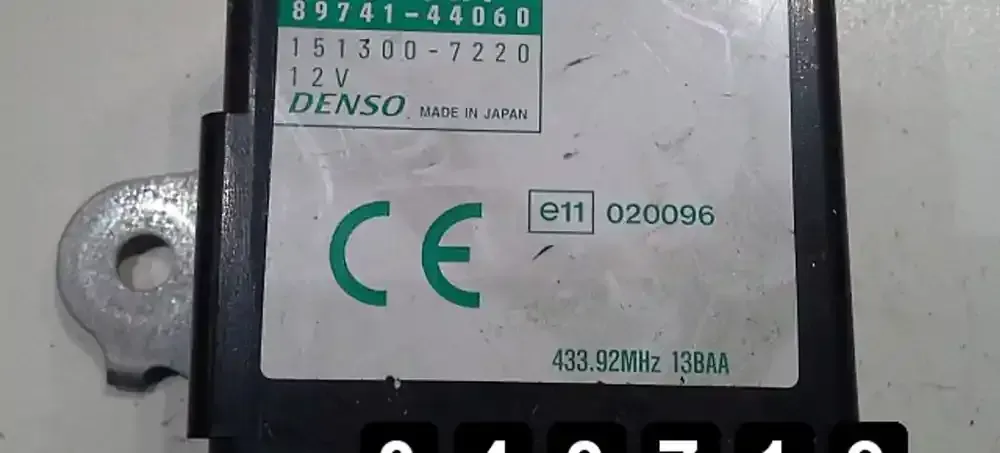 89741-44060
151300-7220
12V
DENSO MADE IN JAPAN
e11 020096
CE
433.92MHz 13BAA